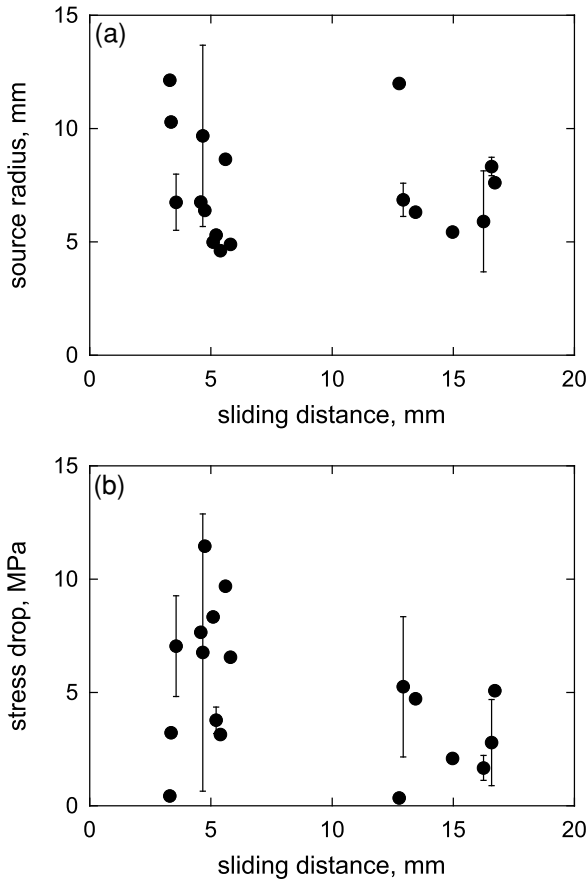 (a)
15
10
5
0
source radius, mm
0 5 10 15 20
sliding distance, mm
(b)
15
10
5
0
stress drop, MPa
0 5 10 15 20
sliding distance, mm